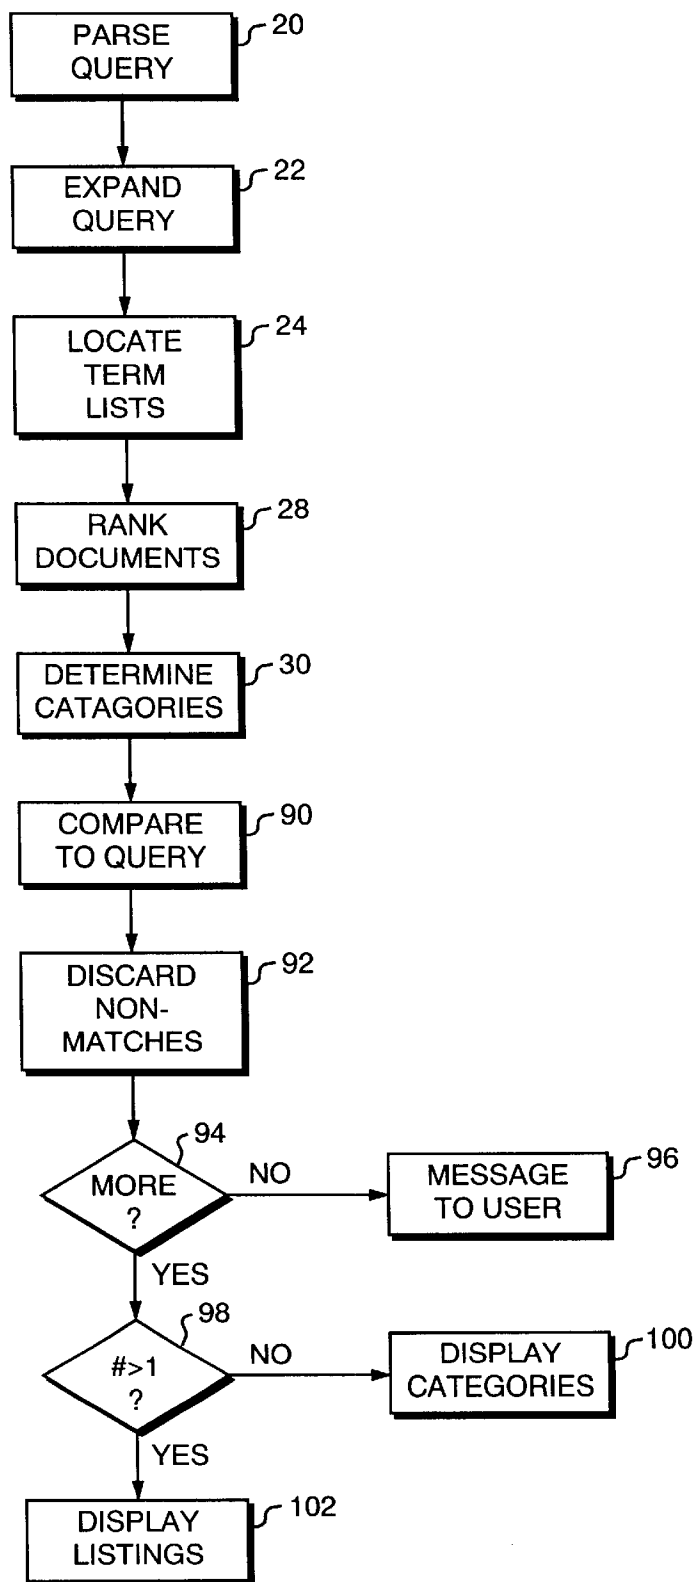 PARSE
QUERY
20
EXPAND
QUERY
22
LOCATE
TERM
LISTS
24
RANK
DOCUMENTS
28
DETERMINE
CATAGORIES
30
COMPARE
TO QUERY
90
DISCARD
NON-
MATCHES
92
MORE
?
94
NO
MESSAGE
TO USER
96
YES
#>1
?
98
NO
DISPLAY
CATEGORIES
100
YES
DISPLAY
LISTINGS
102